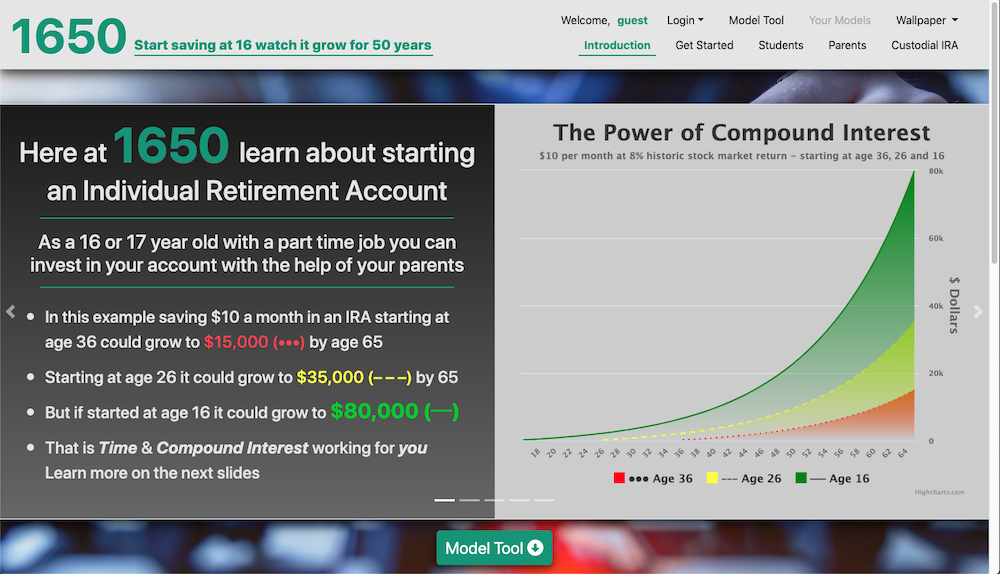 1650 Start saving at 16 watch it grow for 50 years
Welcome, guest Login Model Tool Your Models Wallpaper
Introduction Get Started Students Parents Custodial IRA
Here at 1650 learn about starting
an Individual Retirement Account
As a 16 or 17 year old with a part time job you can
invest in your account with the help of your parents
• In this example saving $10 a month in an IRA starting at
age 36 could grow to $15,000 (•••) by age 65
• Starting at age 26 it could grow to $35,000 (– – –) by 65
• But if started at age 16 it could grow to $80,000 (—)
• That is Time & Compound Interest working for you
Learn more on the next slides
The Power of Compound Interest
$10 per month at 8% historic stock market return – starting at age 36, 26 and 16
80k
60k
40k
20k
0
$ Dollars
18 20 22 24 26 28 30 32 34 36 38 40 42 44 46 48 50 52 54 56 58 60 62 64
••• Age 36 --- Age 26 — Age 16
Highcharts.com
Model Tool